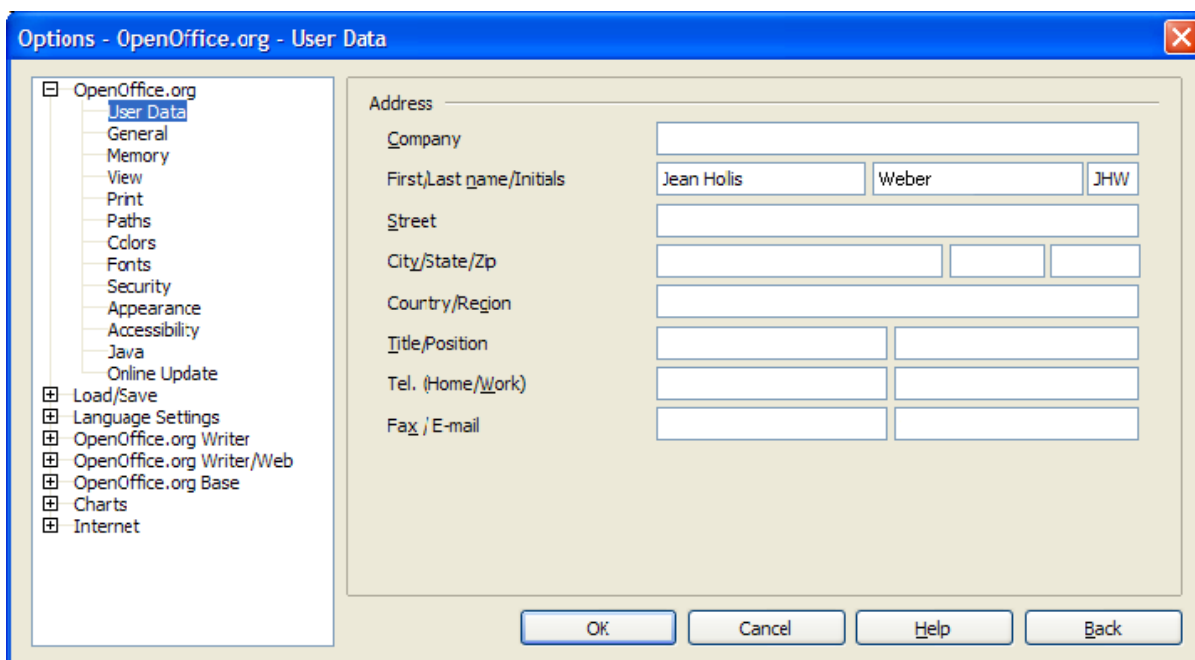 Options - OpenOffice.org - User Data
OpenOffice.org
User Data
General
Memory
View
Print
Paths
Colors
Fonts
Security
Appearance
Accessibility
Java
Online Update
Load/Save
Language Settings
OpenOffice.org Writer
OpenOffice.org Writer/Web
OpenOffice.org Base
Charts
Internet
Address
Company
First/Last name/Initials Jean Holis Weber JHW
Street
City/State/Zip
Country/Region
Title/Position
Tel. (Home/Work)
Fax / E-mail
OK Cancel Help Back